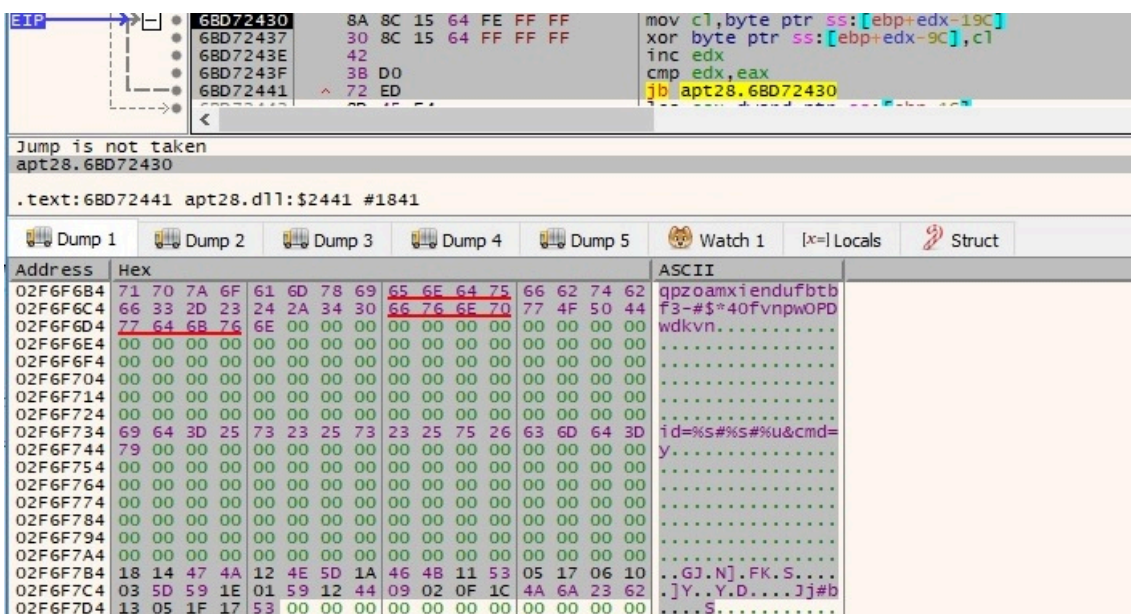 EIP
6BD72430 8A 8C 15 64 FE FF FF mov cl,byte ptr ss:[ebp+edx-19C]
6BD72437 30 8C 15 64 FF FF FF xor byte ptr ss:[ebp+edx-9C],cl
6BD7243E 42 inc edx
6BD7243F 3B D0 cmp edx,eax
6BD72441 ^ 72 ED jb apt28.6BD72430
<
Jump is not taken
apt28.6BD72430
.text:6BD72441 apt28.dll:$2441 #1841
Dump 1 Dump 2 Dump 3 Dump 4 Dump 5 Watch 1 [x=] Locals Struct
Address Hex ASCII
02F6F6B4 71 70 7A 6F 61 6D 78 69 65 6E 64 75 66 62 74 62 qpzoamxiendufbtb
02F6F6C4 66 33 2D 23 24 2A 34 30 66 76 6E 70 77 4F 50 44 f3-#$*40fvnpwOPD
02F6F6D4 77 64 6B 76 6E 00 00 00 00 00 00 00 00 00 00 00 wdkvn...........
02F6F6E4 00 00 00 00 00 00 00 00 00 00 00 00 00 00 00 00 ................
02F6F6F4 00 00 00 00 00 00 00 00 00 00 00 00 00 00 00 00 ................
02F6F704 00 00 00 00 00 00 00 00 00 00 00 00 00 00 00 00 ................
02F6F714 00 00 00 00 00 00 00 00 00 00 00 00 00 00 00 00 ................
02F6F724 00 00 00 00 00 00 00 00 00 00 00 00 00 00 00 00 ................
02F6F734 69 64 3D 25 73 23 25 73 23 25 75 26 63 6D 64 3D id=%s#%s#%u&cmd=
02F6F744 79 00 00 00 00 00 00 00 00 00 00 00 00 00 00 00 y...............
02F6F754 00 00 00 00 00 00 00 00 00 00 00 00 00 00 00 00 ................
02F6F764 00 00 00 00 00 00 00 00 00 00 00 00 00 00 00 00 ................
02F6F774 00 00 00 00 00 00 00 00 00 00 00 00 00 00 00 00 ................
02F6F784 00 00 00 00 00 00 00 00 00 00 00 00 00 00 00 00 ................
02F6F794 00 00 00 00 00 00 00 00 00 00 00 00 00 00 00 00 ................
02F6F7A4 00 00 00 00 00 00 00 00 00 00 00 00 00 00 00 00 ................
02F6F7B4 18 14 47 4A 12 4E 5D 1A 46 4B 11 53 05 17 06 10 ..GJ.N].FK.S....
02F6F7C4 03 5D 59 1E 01 59 12 44 09 02 0F 1C 4A 6A 23 62 .]Y..Y.D....Jj#b
02F6F7D4 13 05 1F 17 53 00 00 00 00 00 00 00 00 00 00 00 ....S...........